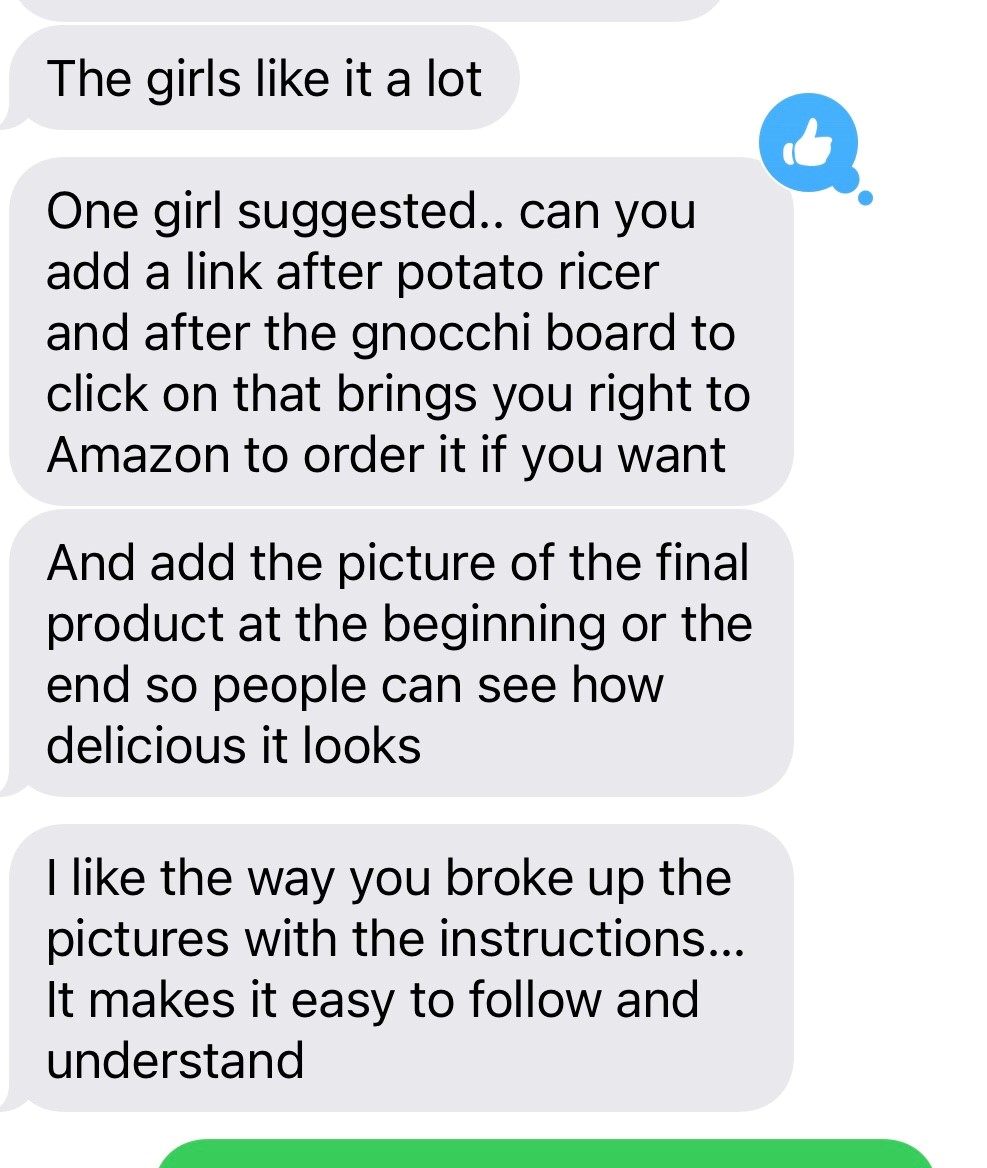 The girls like it a lot
One girl suggested.. can you
add a link after potato ricer
and after the gnocchi board to
click on that brings you right to
Amazon to order it if you want
And add the picture of the final
product at the beginning or the
end so people can see how
delicious it looks
I like the way you broke up the
pictures with the instructions...
It makes it easy to follow and
understand